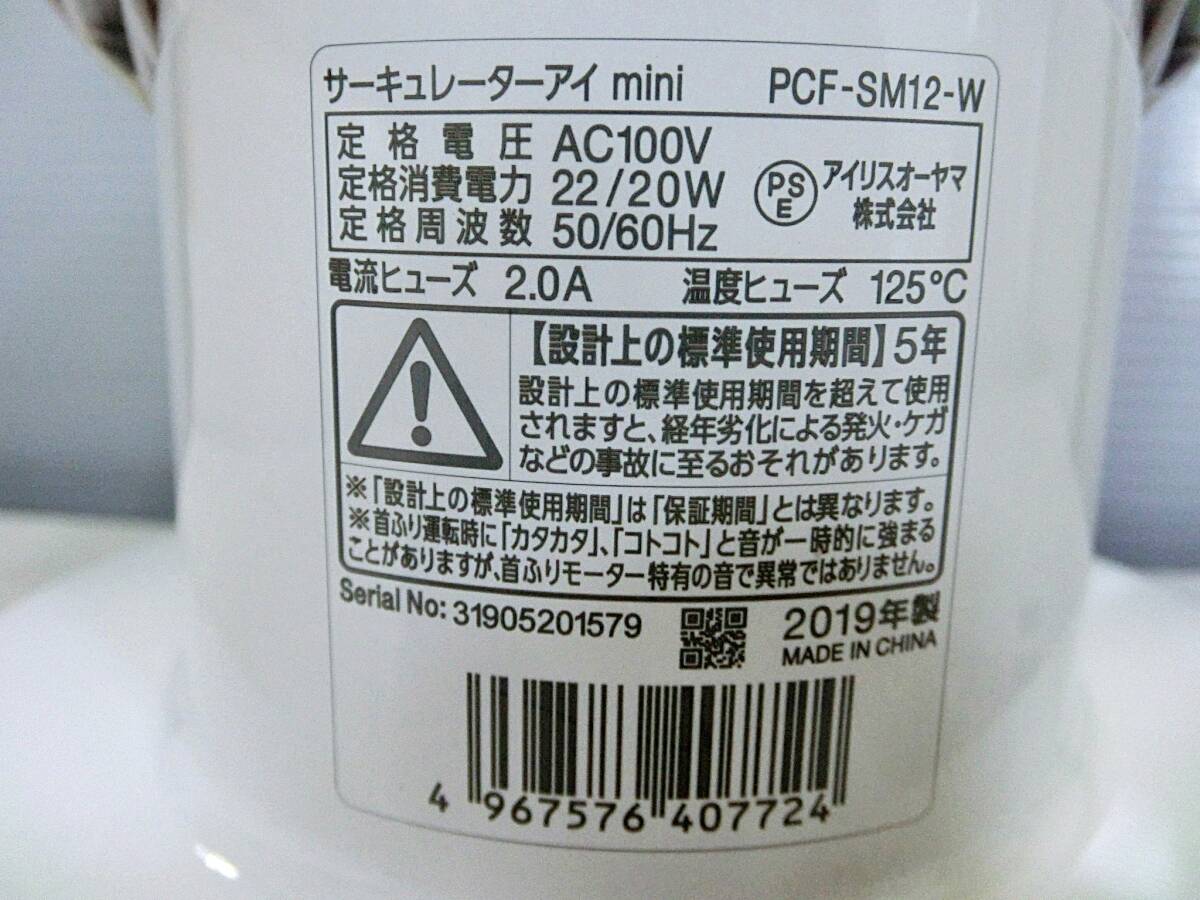 サーキュレーターアイ mini PCF-SM12-W
定格電圧 AC100V
定格消費電力 22/20W
定格周波数 50/60Hz
PS
E
アイリスオーヤマ
株式会社
電流ヒューズ 2.0A 温度ヒューズ 125°C
【設計上の標準使用期間】5年
設計上の標準使用期間を超えて使用
されますと、経年劣化による発火・ケガ
などの事故に至るおそれがあります。
※「設計上の標準使用期間」は「保証期間」とは異なります。
※首ふり運転時に「カタカタ」、「コトコト」と音が一時的に強まる
ことがありますが、首ふりモーター特有の音で異常ではありません。
Serial No: 31905201579
2019年製
MADE IN CHINA
4 967576 407724